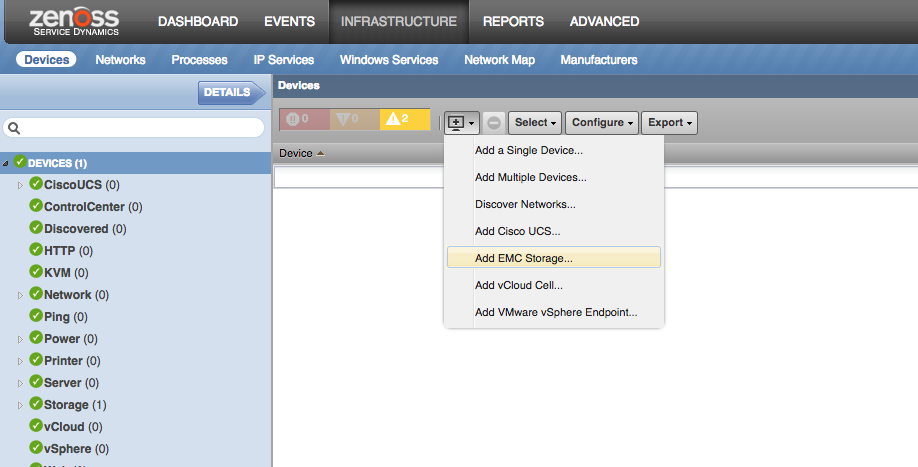 zenoss
SERVICE DYNAMICS
DASHBOARD EVENTS INFRASTRUCTURE REPORTS ADVANCED
Devices Networks Processes IP Services Windows Services Network Map Manufacturers
DETAILS
Devices
0 0 2 Select Configure Export
Device
DEVICES (1)
CiscoUCS (0)
ControlCenter (0)
Discovered (0)
HTTP (0)
KVM (0)
Network (0)
Ping (0)
Power (0)
Printer (0)
Server (0)
Storage (1)
vCloud (0)
vSphere (0)
Add a Single Device...
Add Multiple Devices...
Discover Networks...
Add Cisco UCS...
Add EMC Storage...
Add vCloud Cell...
Add VMware vSphere Endpoint...